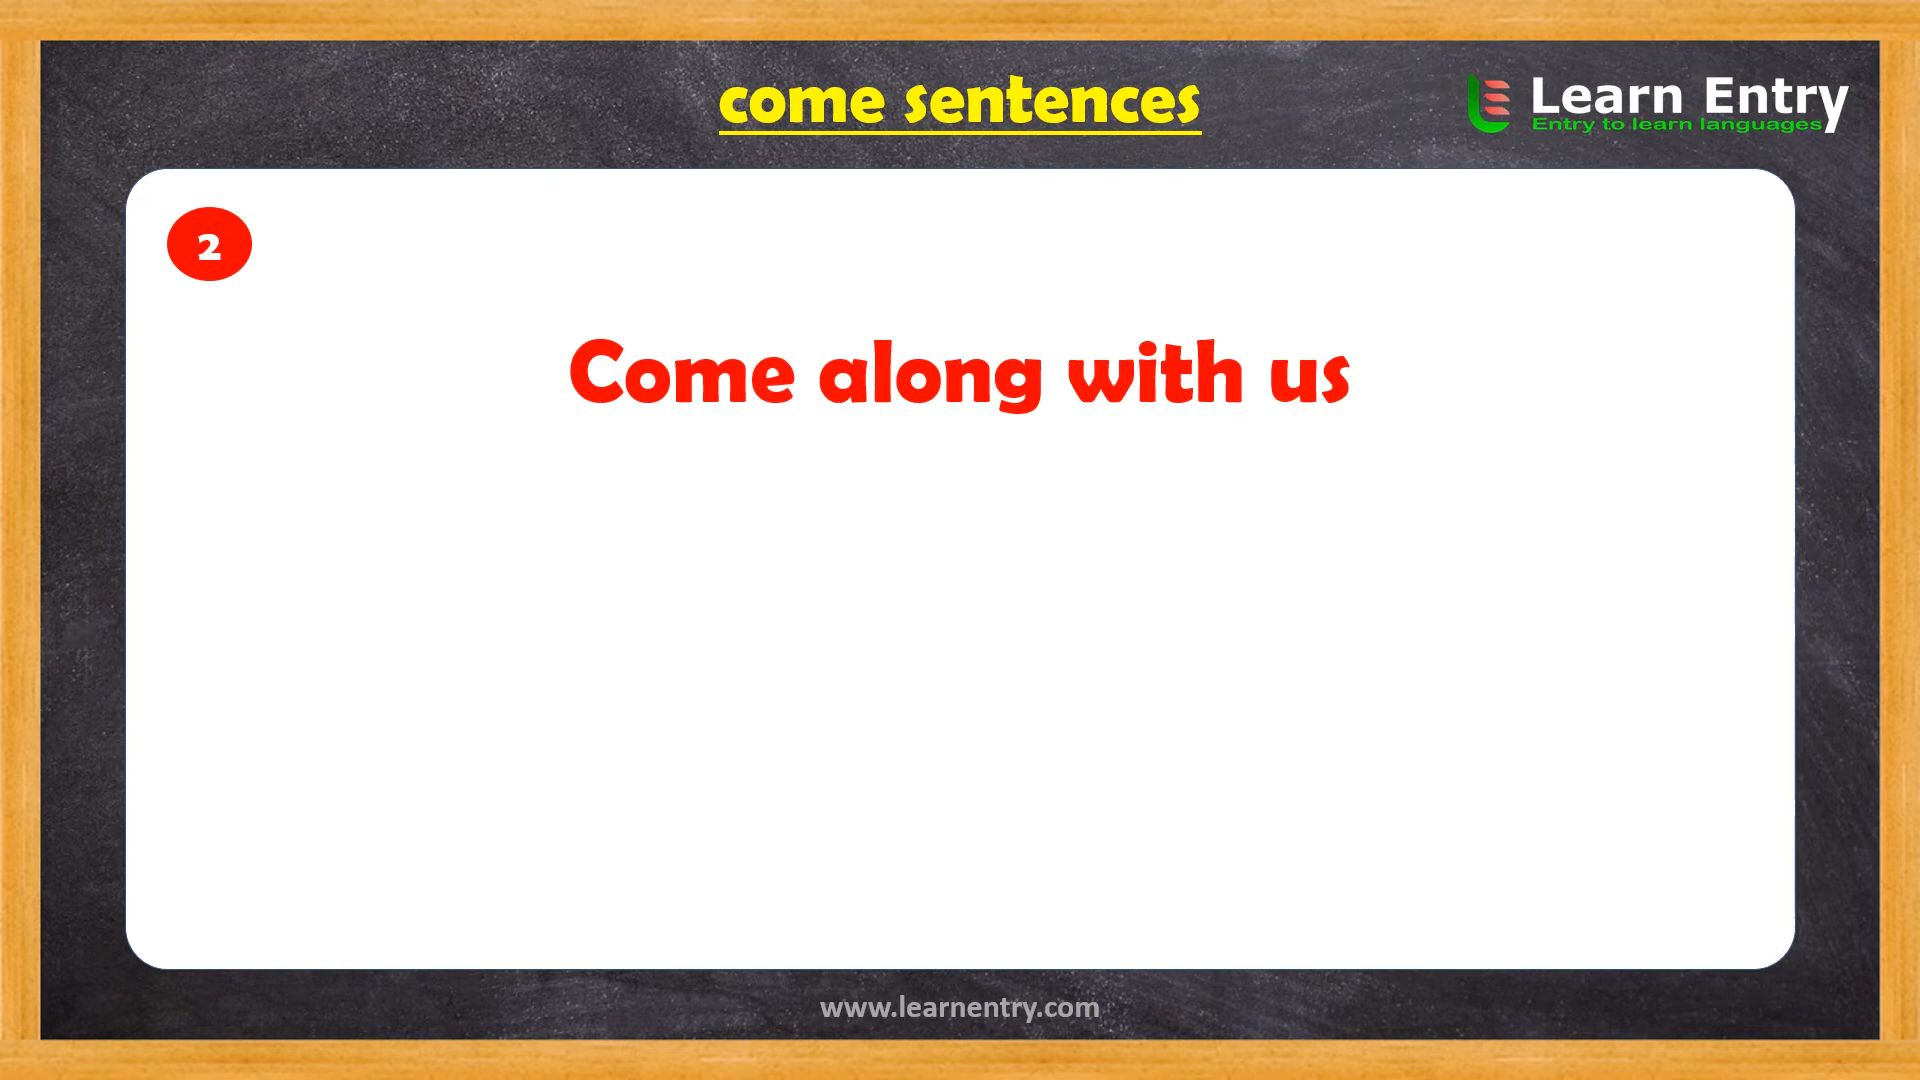 come sentences
Learn Entry
Entry to learn languages
2
Come along with us
www.learnentry.com